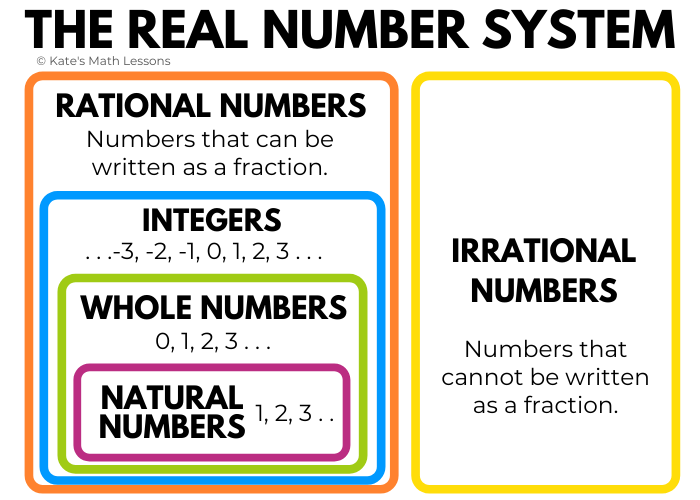 THE REAL NUMBER SYSTEM
© Kate's Math Lessons
RATIONAL NUMBERS
Numbers that can be
written as a fraction.
INTEGERS
. . .-3, -2, -1, 0, 1, 2, 3 . . .
WHOLE NUMBERS
0, 1, 2, 3 . . .
NATURAL
NUMBERS
1, 2, 3 . .
IRRATIONAL
NUMBERS
Numbers that
cannot be written
as a fraction.